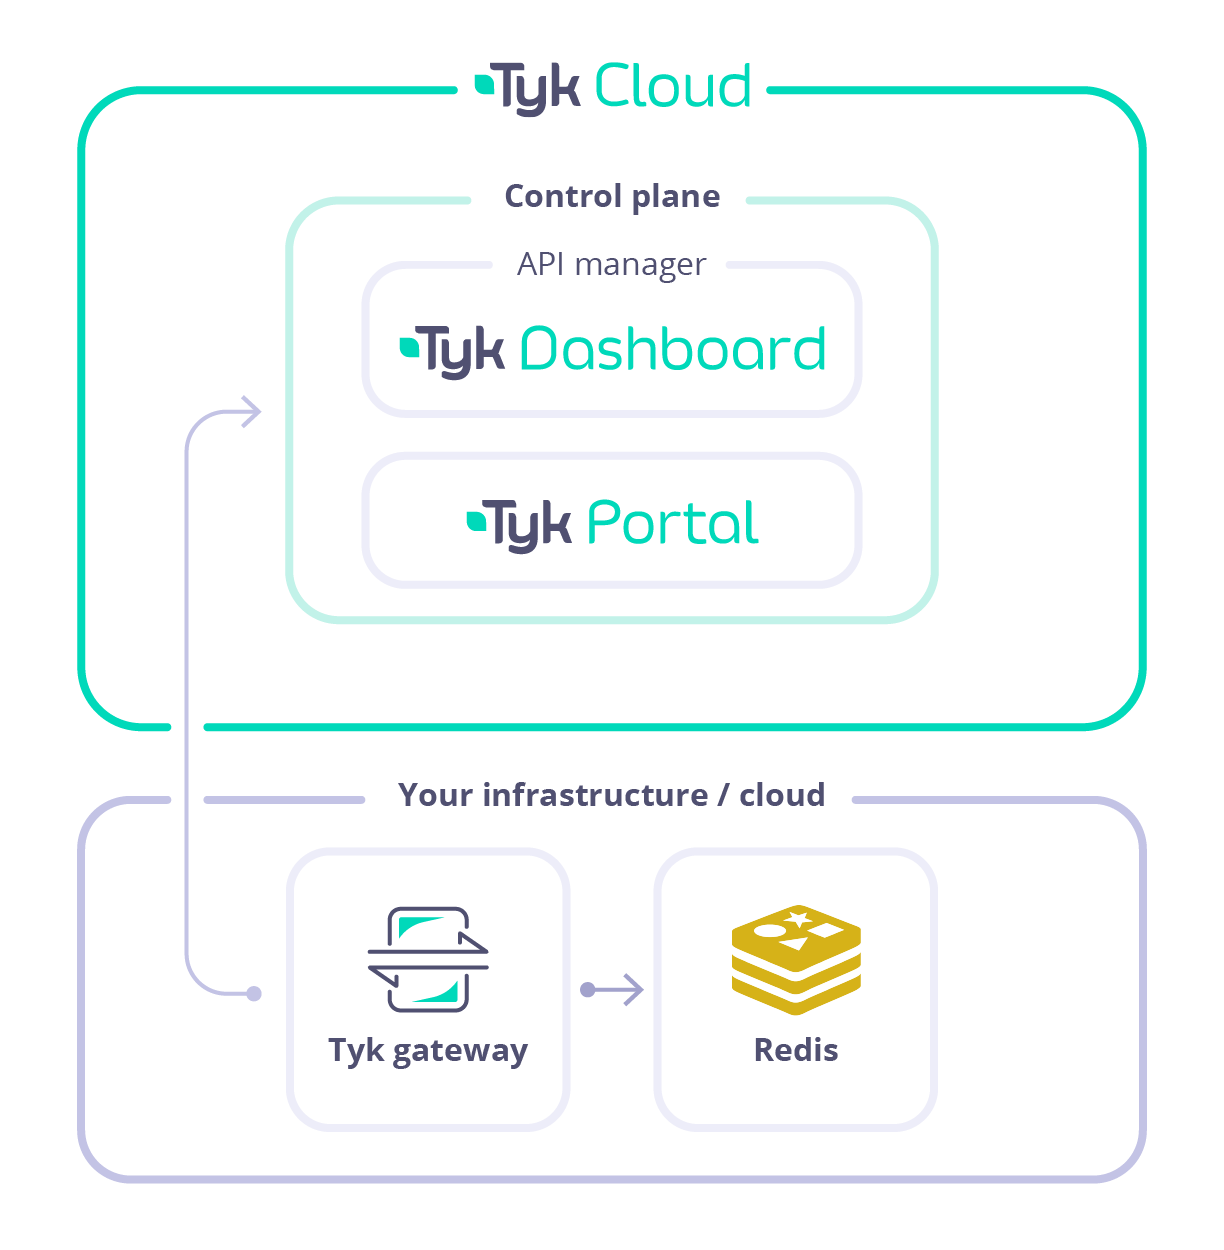 Tyk Cloud
Control plane
API manager
Tyk Dashboard
Tyk Portal
Your infrastructure / cloud
Tyk gateway
Redis